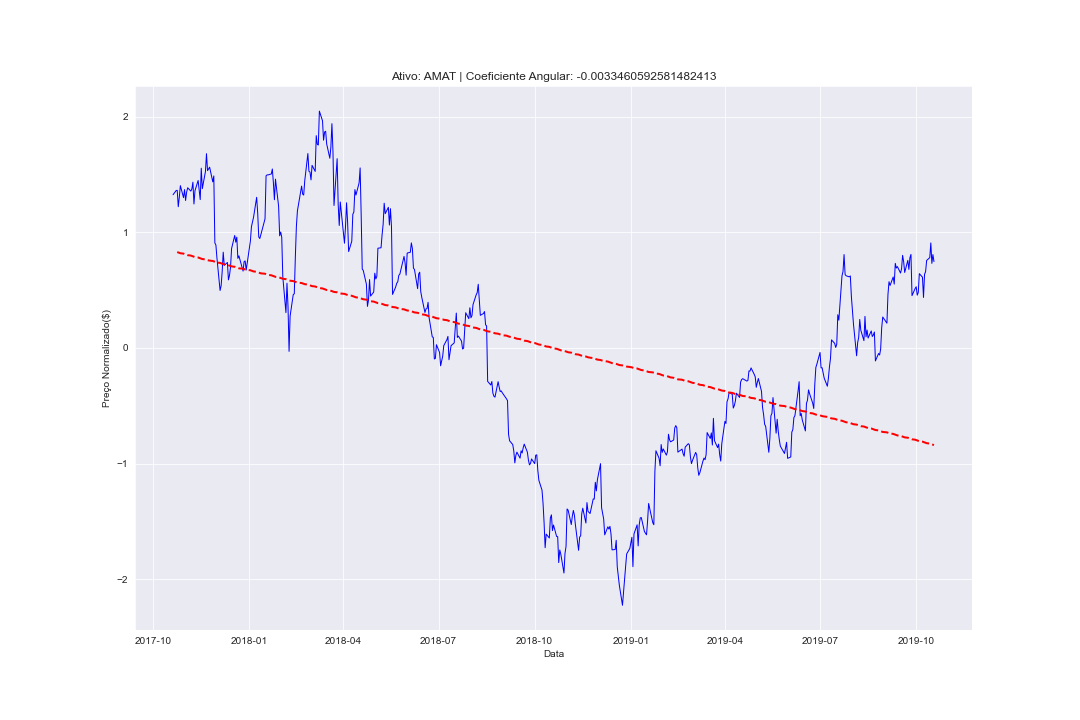 Ativo: AMAT | Coeficiente Angular: -0.0033460592581482413
2
1
0
−1
−2
Preço Normalizado($)
2017-10 2018-01 2018-04 2018-07 2018-10 2019-01 2019-04 2019-07 2019-10
Data